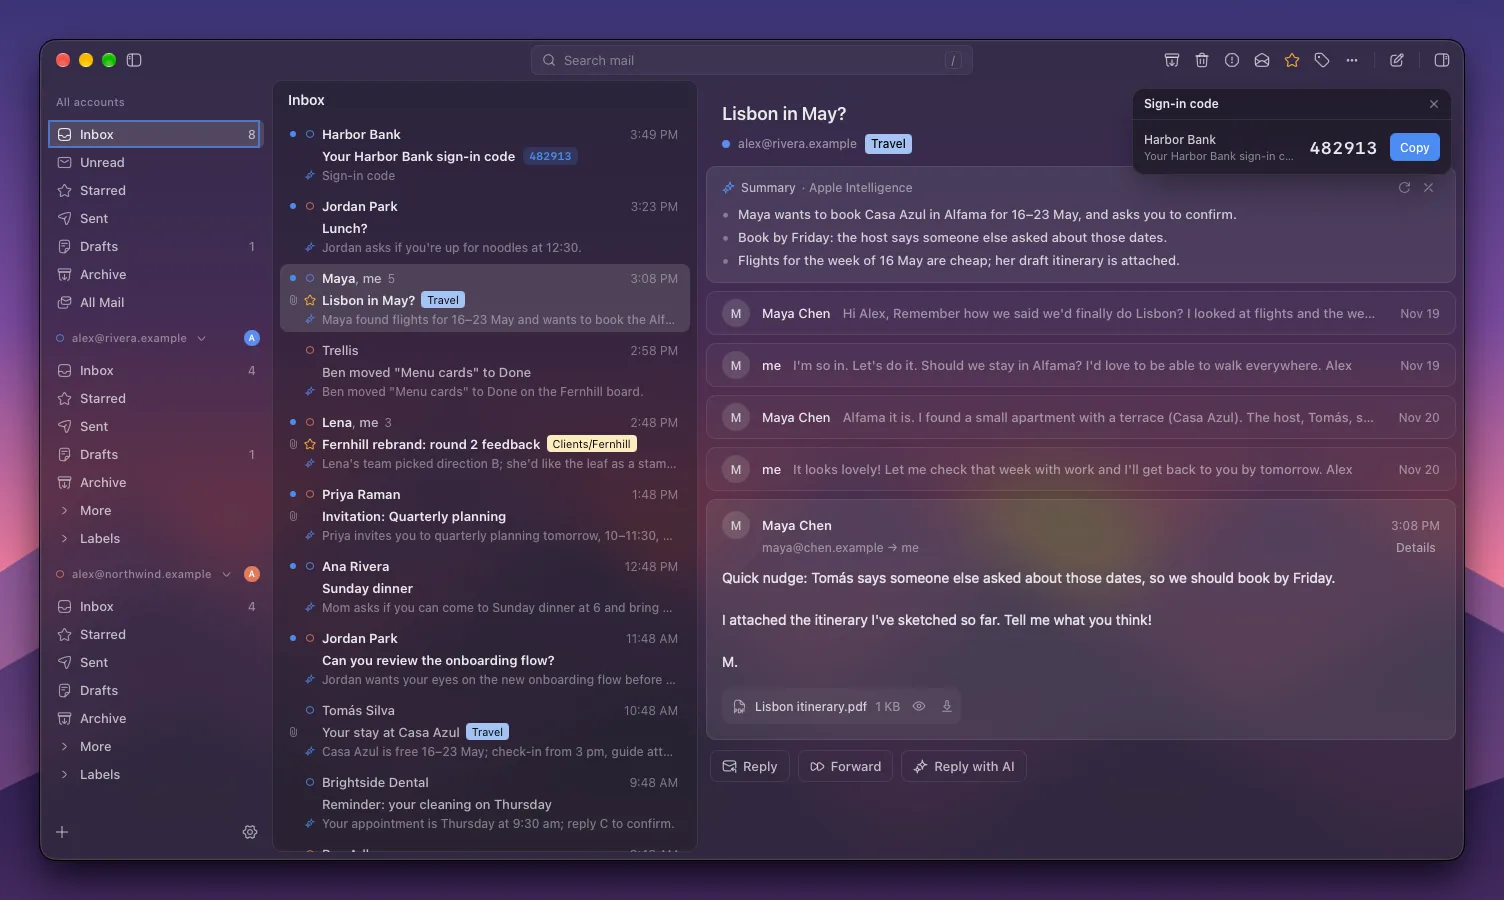 Search mail
/
All accounts
Inbox 8
Unread
Starred
Sent
Drafts 1
Archive
All Mail
alex@rivera.example A
Inbox 4
Starred
Sent
Drafts 1
Archive
More
Labels
alex@northwind.example A
Inbox 4
Starred
Sent
Drafts
Archive
More
Labels
Inbox
Harbor Bank 3:49 PM
Your Harbor Bank sign-in code 482913
Sign-in code
Jordan Park 3:23 PM
Lunch?
Jordan asks if you're up for noodles at 12:30.
Maya, me 5 3:08 PM
Lisbon in May? Travel
Maya found flights for 16–23 May and wants to book the Alf...
Trellis 2:58 PM
Ben moved "Menu cards" to Done
Ben moved "Menu cards" to Done on the Fernhill board.
Lena, me 3 2:48 PM
Fernhill rebrand: round 2 feedback Clients/Fernhill
Lena's team picked direction B; she'd like the leaf as a stam...
Priya Raman 1:48 PM
Invitation: Quarterly planning
Priya invites you to quarterly planning tomorrow, 10–11:30, ...
Ana Rivera 12:48 PM
Sunday dinner
Mom asks if you can come to Sunday dinner at 6 and bring ...
Jordan Park 11:48 AM
Can you review the onboarding flow?
Jordan wants your eyes on the new onboarding flow before ...
Tomás Silva 10:48 AM
Your stay at Casa Azul Travel
Casa Azul is free 16–23 May; check-in from 3 pm, guide att...
Brightside Dental 9:48 AM
Reminder: your cleaning on Thursday
Your appointment is Thursday at 9:30 am; reply C to confirm.
Lisbon in May?
alex@rivera.example Travel
Sign-in code
Harbor Bank
Your Harbor Bank sign-in c...
482913
Copy
Summary · Apple Intelligence
Maya wants to book Casa Azul in Alfama for 16–23 May, and asks you to confirm.
Book by Friday: the host says someone else asked about those dates.
Flights for the week of 16 May are cheap; her draft itinerary is attached.
M Maya Chen Hi Alex, Remember how we said we'd finally do Lisbon? I looked at flights and the we... Nov 19
M me I'm so in. Let's do it. Should we stay in Alfama? I'd love to be able to walk everywhere. Alex Nov 19
M Maya Chen Alfama it is. I found a small apartment with a terrace (Casa Azul). The host, Tomás, s... Nov 20
M me It looks lovely! Let me check that week with work and I'll get back to you by tomorrow. Alex Nov 20
M Maya Chen 3:08 PM
maya@chen.example → me Details
Quick nudge: Tomás says someone else asked about those dates, so we should book by Friday.
I attached the itinerary I've sketched so far. Tell me what you think!
M.
PDF Lisbon itinerary.pdf 1 KB
Reply
Forward
Reply with AI